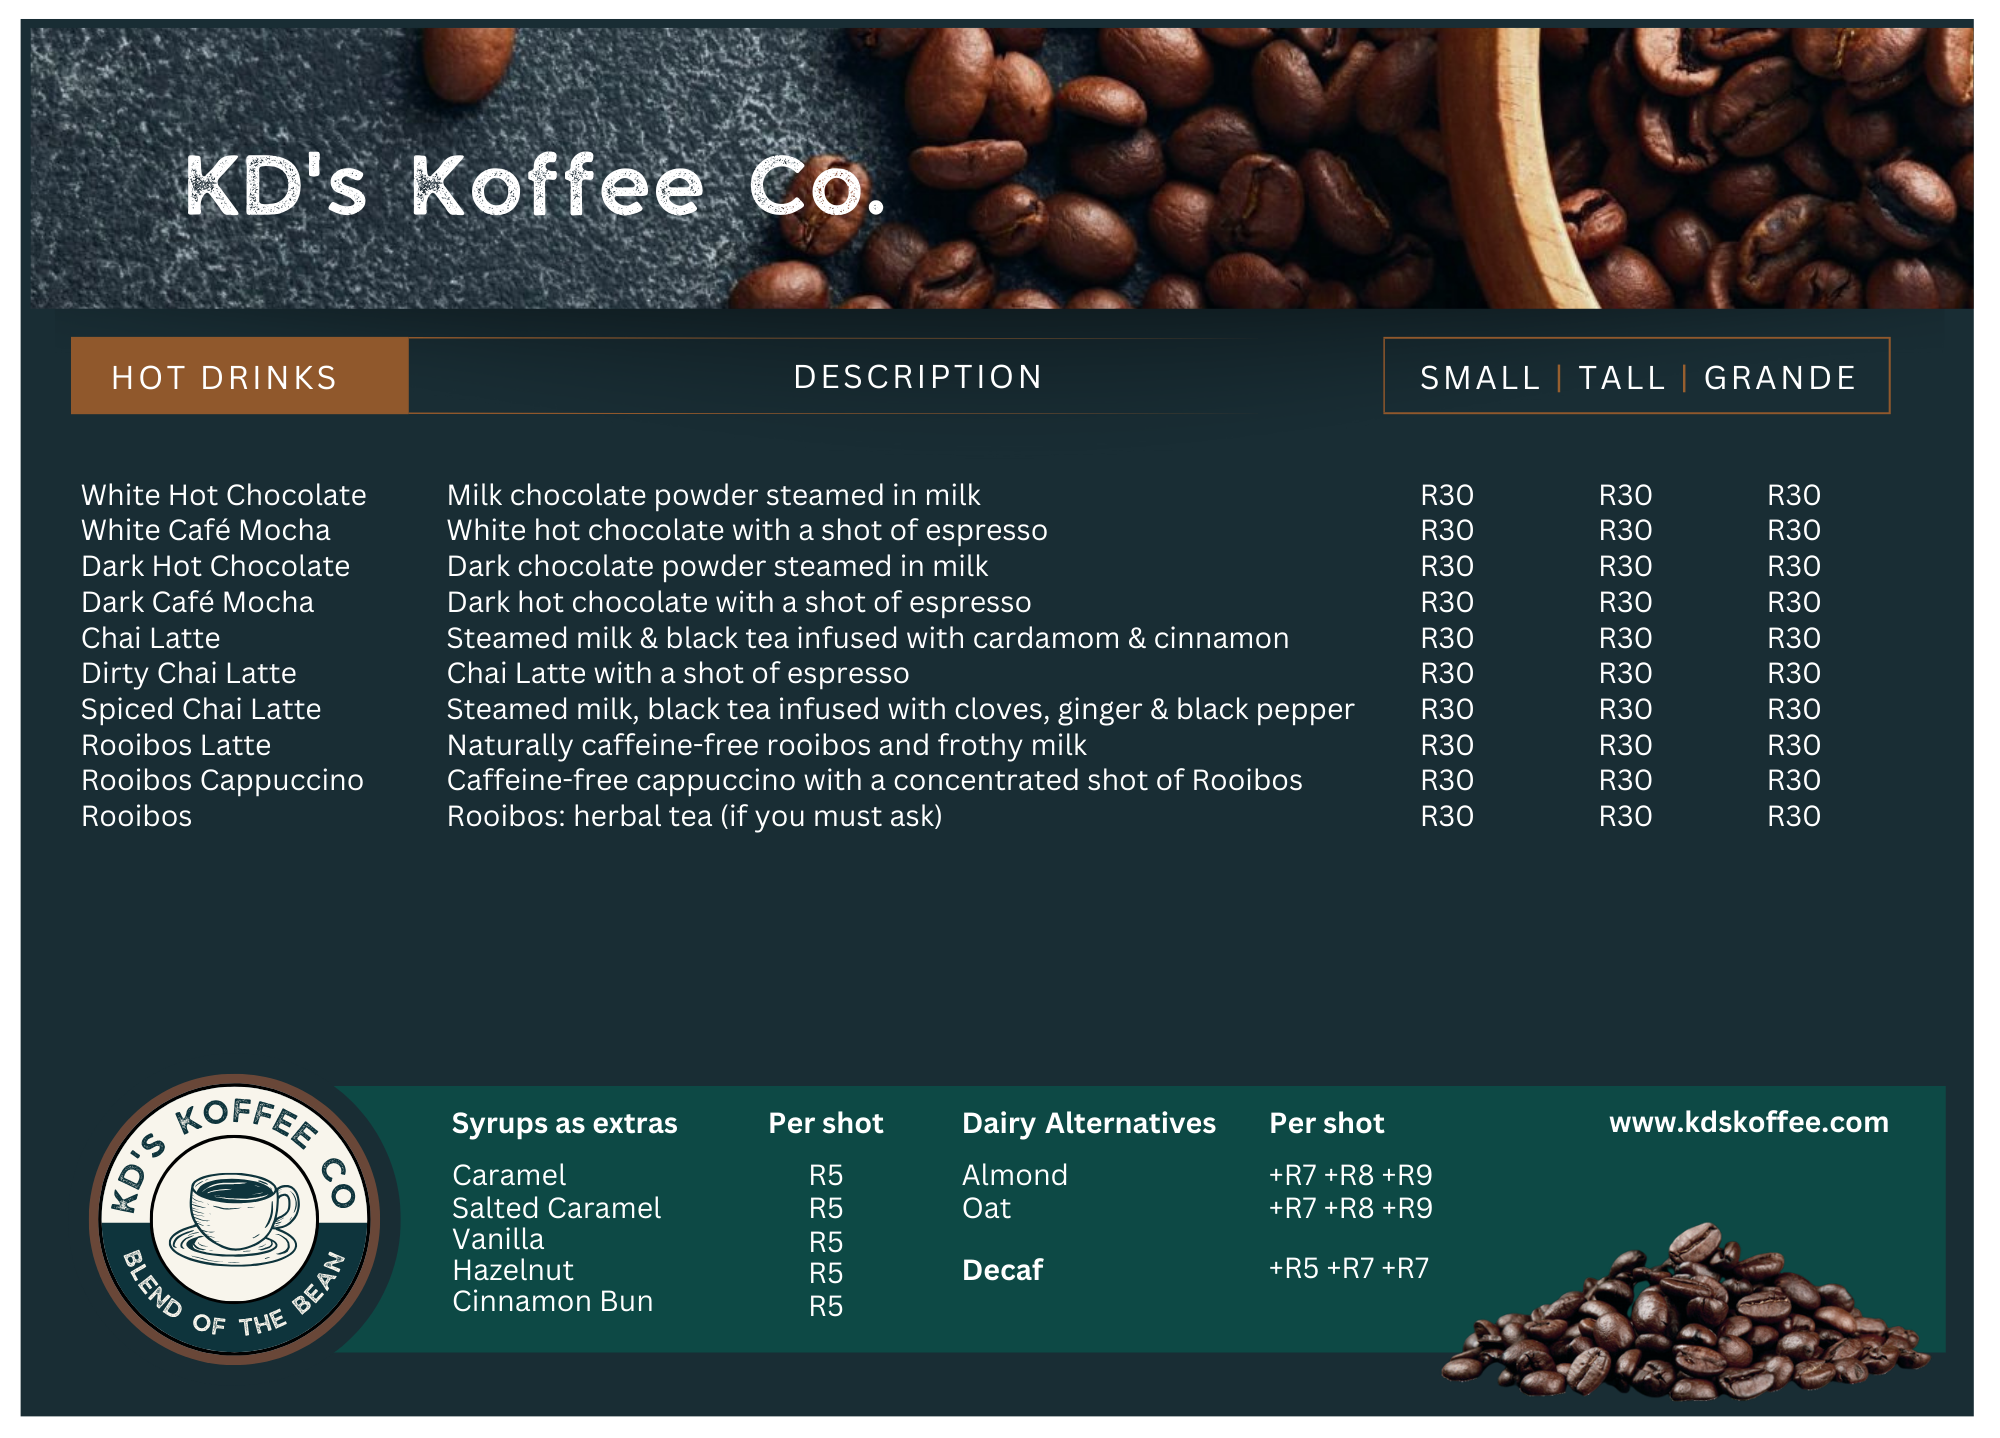 KD's Koffee Co.
HOT DRINKS DESCRIPTION SMALL | TALL | GRANDE
White Hot Chocolate Milk chocolate powder steamed in milk R30 R30 R30
White Café Mocha White hot chocolate with a shot of espresso R30 R30 R30
Dark Hot Chocolate Dark chocolate powder steamed in milk R30 R30 R30
Dark Café Mocha Dark hot chocolate with a shot of espresso R30 R30 R30
Chai Latte Steamed milk & black tea infused with cardamom & cinnamon R30 R30 R30
Dirty Chai Latte Chai Latte with a shot of espresso R30 R30 R30
Spiced Chai Latte Steamed milk, black tea infused with cloves, ginger & black pepper R30 R30 R30
Rooibos Latte Naturally caffeine-free rooibos and frothy milk R30 R30 R30
Rooibos Cappuccino Caffeine-free cappuccino with a concentrated shot of Rooibos R30 R30 R30
Rooibos Rooibos: herbal tea (if you must ask) R30 R30 R30
KD'S KOFFEE CO
BLEND OF THE BEAN
Syrups as extras Per shot Dairy Alternatives Per shot www.kdskoffee.com
Caramel R5 Almond +R7 +R8 +R9
Salted Caramel R5 Oat +R7 +R8 +R9
Vanilla R5
Hazelnut R5 Decaf +R5 +R7 +R7
Cinnamon Bun R5